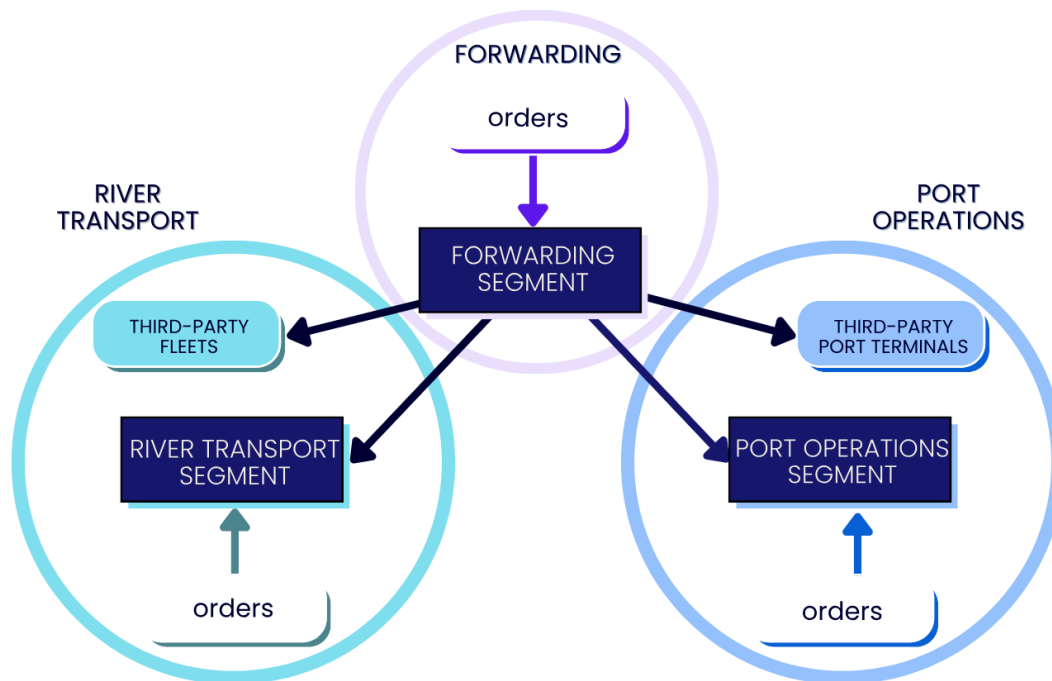 FORWARDING
orders
FORWARDING
SEGMENT
RIVER
TRANSPORT
THIRD-PARTY
FLEETS
RIVER TRANSPORT
SEGMENT
orders
PORT
OPERATIONS
THIRD-PARTY
PORT TERMINALS
PORT OPERATIONS
SEGMENT
orders